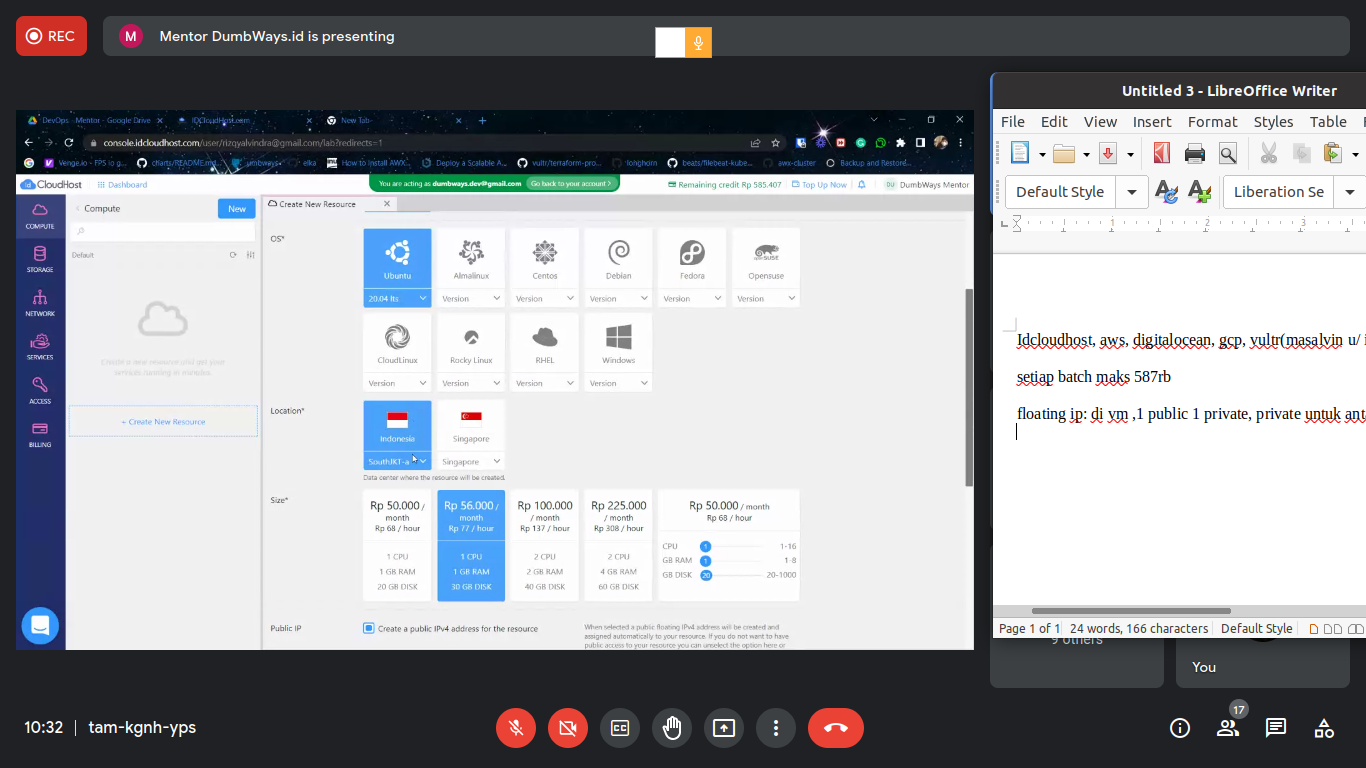 REC
M
Mentor DumbWays.id is presenting
DevOps - Mentor - Google Drive
IDCloudHost.com
New Tab
console.idcloudhost.com/user/rizqyalvindra@gmail.com/lab?redirects=1
Venge.io - FPS io g...
charts/README.md...
umbways
elka
How to Install AWX...
Deploy a Scalable A...
vultr/terraform-pro...
longhorn
beats/filebeat-kube...
awx-cluster
Backup and Restore...
CloudHost
Dashboard
You are acting as dumbways.dev@gmail.com
Go back to your account
Remaining credit Rp 585.407
Top Up Now
DU
DumbWays Mentor
COMPUTE
STORAGE
NETWORK
SERVICES
ACCESS
BILLING
Compute
New
Default
Create a new resource and get your
services running in minutes.
+ Create New Resource
Create New Resource
OS*
Ubuntu
Almalinux
Centos
Debian
Fedora
Opensuse
20.04 lts
Version
Version
Version
Version
Version
CloudLinux
Rocky Linux
RHEL
Windows
Version
Version
Version
Version
Location*
Indonesia
Singapore
SouthJKT-a
Singapore
Data center where the resource will be created.
Size*
Rp 50.000 /
month
Rp 68 / hour
1 CPU
1 GB RAM
20 GB DISK
Rp 56.000 /
month
Rp 77 / hour
1 CPU
1 GB RAM
30 GB DISK
Rp 100.000
/ month
Rp 137 / hour
2 CPU
2 GB RAM
40 GB DISK
Rp 225.000
/ month
Rp 308 / hour
2 CPU
4 GB RAM
60 GB DISK
Rp 50.000 / month
Rp 68 / hour
CPU 1 1-16
GB RAM 1 1-8
GB DISK 20 20-1000
Public IP
Create a public IPv4 address for the resource
When selected a public floating IPv4 address will be created and
assigned automatically to your resource. If you do not want to have
public access to your resource you can unselect the option here or
Untitled 3 - LibreOffice Writer
File Edit View Insert Format Styles Table
Default Style
Liberation Se
1
2
3
Idcloudhost, aws, digitalocean, gcp, vultr(masalvin u/
setiap batch maks 587rb
floating ip: di vm ,1 public 1 private, private untuk ant
Page 1 of 1 24 words, 166 characters Default Style
9 others
You
10:32 tam-kgnh-yps
17